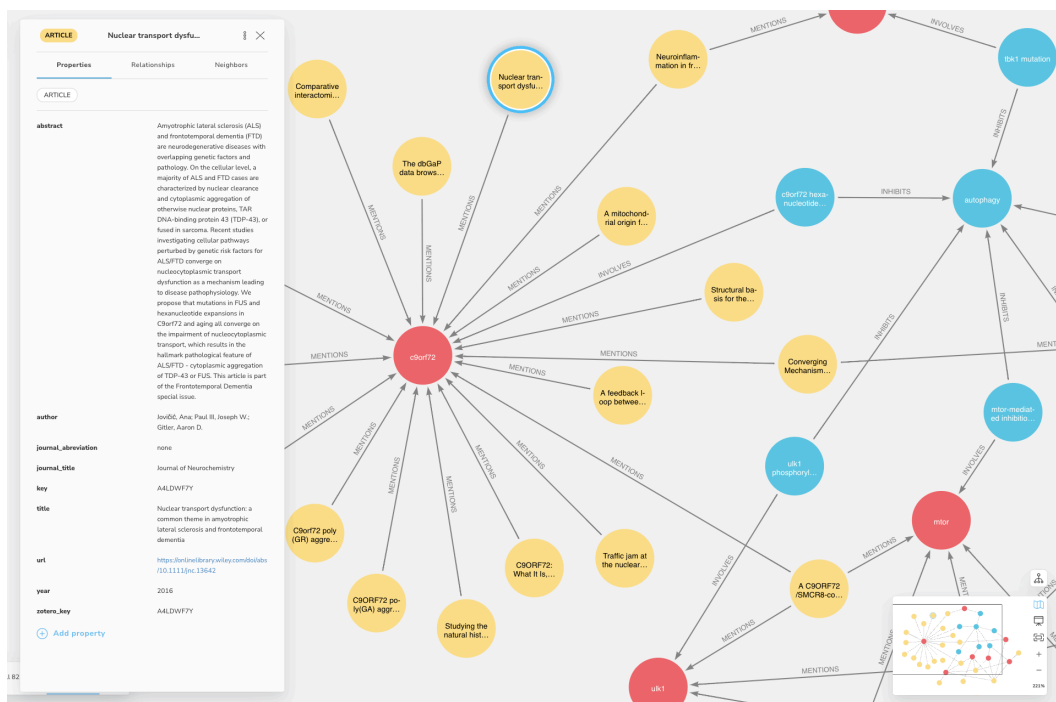 ARTICLE
Nuclear transport dysfu...
Properties
Relationships
Neighbors
ARTICLE
abstract
Amyotrophic lateral sclerosis (ALS)
and frontotemporal dementia (FTD)
are neurodegenerative diseases with
overlapping genetic factors and
pathology. On the cellular level, a
majority of ALS and FTD cases are
characterized by nuclear clearance
and cytoplasmic aggregation of
otherwise nuclear proteins, TAR
DNA-binding protein 43 (TDP-43), or
fused in sarcoma. Recent studies
investigating cellular pathways
perturbed by genetic risk factors for
ALS/FTD converge on
nucleocytoplasmic transport
dysfunction as a mechanism leading
to disease pathophysiology. We
propose that mutations in FUS and
hexanucleotide expansions in
C9orf72 and aging all converge on
the impairment of nucleocytoplasmic
transport, which results in the
hallmark pathological feature of
ALS/FTD - cytoplasmic aggregation
of TDP-43 or FUS. This article is part
of the Frontotemporal Dementia
special issue.
author
Jovičić, Ana; Paul III, Joseph W.;
Gitler, Aaron D.
journal_abreviation
none
journal_title
Journal of Neurochemistry
key
A4LDWF7Y
title
Nuclear transport dysfunction: a
common theme in amyotrophic
lateral sclerosis and frontotemporal
dementia
url
https://onlinelibrary.wiley.com/doi/abs
/10.1111/jnc.13642
year
2016
zotero_key
A4LDWF7Y
Add property
Comparative
interactomi...
Nuclear tran-
sport dysfu...
Neuroinflam-
mation in fr...
MENTIONS
INVOLVES
tbk1 mutation
The dbGaP
data brows...
A mitochond-
rial origin f...
c9orf72 hexa-
nucleotide...
INHIBITS
INHIBITS
autophagy
MENTIONS
MENTIONS
MENTIONS
MENTIONS
MENTIONS
INVOLVES
Structural ba-
sis for the...
MENTIONS
MENTIONS
MENTIONS
c9orf72
MENTIONS
MENTIONS
Converging
Mechanism...
INHIBITS
INHIBITS
MENT
A feedback l-
oop betwee...
mtor-mediat-
ed inhibitio...
INVOLVES
MENTIONS
MENTIONS
MENTIONS
MENTIONS
MENTIONS
MENTIONS
MENTIONS
ulk1
phosphoryl...
mtor
C9orf72 poly
(GR) aggre...
C9ORF72 po-
ly(GA) aggr...
Studying the
natural hist...
C9ORF72:
What It Is,...
Traffic jam at
the nuclear...
INVOLVES
MENTIONS
A C9ORF72
/SMCR8-co...
MENTIONS
MENTIONS
ulk1
221%